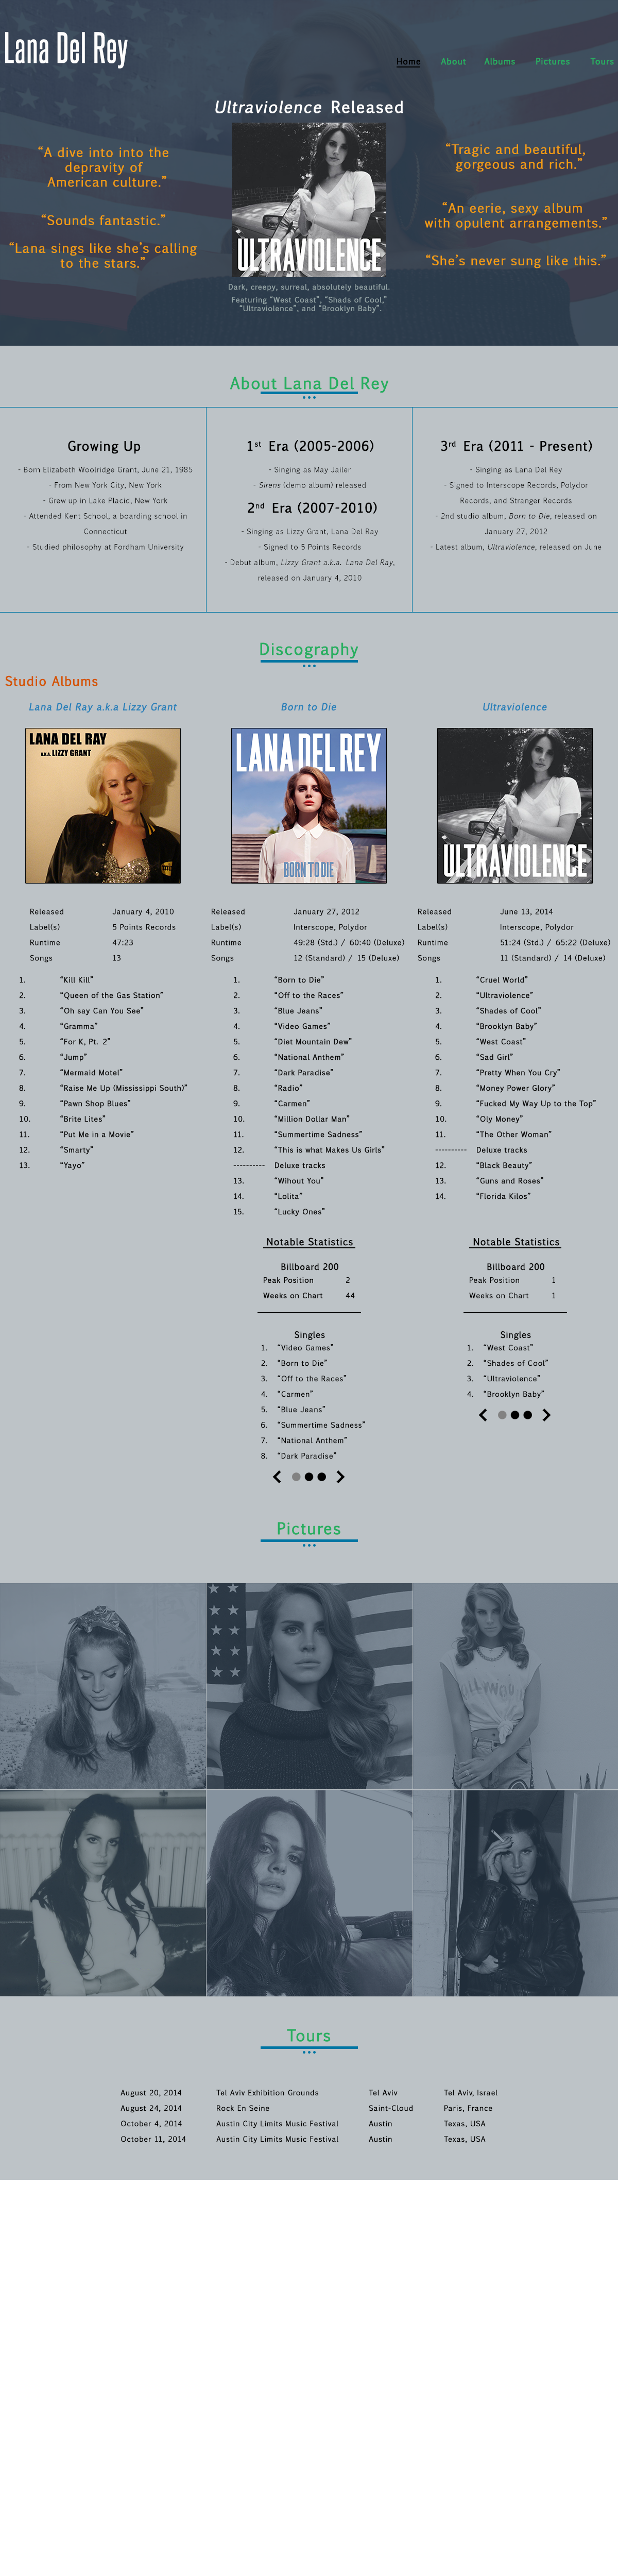 Lana Del Rey
Home About Albums Pictures Tours
Ultraviolence Released
“A dive into into the
depravity of
American culture.”
“Sounds fantastic.”
“Lana sings like she’s calling
to the stars.”
ULTRAVIOLENCE
Dark, creepy, surreal, absolutely beautiful.
Featuring “West Coast”, “Shads of Cool,”
“Ultraviolence”, and “Brooklyn Baby”.
“Tragic and beautiful,
gorgeous and rich.”
“An eerie, sexy album
with opulent arrangements.”
“She’s never sung like this.”
About Lana Del Rey
Growing Up
- Born Elizabeth Woolridge Grant, June 21, 1985
- From New York City, New York
- Grew up in Lake Placid, New York
- Attended Kent School, a boarding school in
Connecticut
- Studied philosophy at Fordham University
1st Era (2005-2006)
- Singing as May Jailer
- Sirens (demo album) released
2nd Era (2007-2010)
- Singing as Lizzy Grant, Lana Del Ray
- Signed to 5 Points Records
- Debut album, Lizzy Grant a.k.a. Lana Del Ray,
released on January 4, 2010
3rd Era (2011 - Present)
- Singing as Lana Del Rey
- Signed to Interscope Records, Polydor
Records, and Stranger Records
- 2nd studio album, Born to Die, released on
January 27, 2012
- Latest album, Ultraviolence, released on June
Discography
Studio Albums
Lana Del Ray a.k.a Lizzy Grant
LANA DEL RAY
A.K.A. LIZZY GRANT
Released January 4, 2010
Label(s) 5 Points Records
Runtime 47:23
Songs 13
1. “Kill Kill”
2. “Queen of the Gas Station”
3. “Oh say Can You See”
4. “Gramma”
5. “For K, Pt. 2”
6. “Jump”
7. “Mermaid Motel”
8. “Raise Me Up (Mississippi South)”
9. “Pawn Shop Blues”
10. “Brite Lites”
11. “Put Me in a Movie”
12. “Smarty”
13. “Yayo”
Born to Die
LANA DEL REY
BORN TO DIE
Released January 27, 2012
Label(s) Interscope, Polydor
Runtime 49:28 (Std.) / 60:40 (Deluxe)
Songs 12 (Standard) / 15 (Deluxe)
1. “Born to Die”
2. “Off to the Races”
3. “Blue Jeans”
4. “Video Games”
5. “Diet Mountain Dew”
6. “National Anthem”
7. “Dark Paradise”
8. “Radio”
9. “Carmen”
10. “Million Dollar Man”
11. “Summertime Sadness”
12. “This is what Makes Us Girls”
---------- Deluxe tracks
13. “Wihout You”
14. “Lolita”
15. “Lucky Ones”
Notable Statistics
Billboard 200
Peak Position 2
Weeks on Chart 44
Singles
1. “Video Games”
2. “Born to Die”
3. “Off to the Races”
4. “Carmen”
5. “Blue Jeans”
6. “Summertime Sadness”
7. “National Anthem”
8. “Dark Paradise”
Ultraviolence
ULTRAVIOLENCE
Released June 13, 2014
Label(s) Interscope, Polydor
Runtime 51:24 (Std.) / 65:22 (Deluxe)
Songs 11 (Standard) / 14 (Deluxe)
1. “Cruel World”
2. “Ultraviolence”
3. “Shades of Cool”
4. “Brooklyn Baby”
5. “West Coast”
6. “Sad Girl”
7. “Pretty When You Cry”
8. “Money Power Glory”
9. “Fucked My Way Up to the Top”
10. “Oly Money”
11. “The Other Woman”
---------- Deluxe tracks
12. “Black Beauty”
13. “Guns and Roses”
14. “Florida Kilos”
Notable Statistics
Billboard 200
Peak Position 1
Weeks on Chart 1
Singles
1. “West Coast”
2. “Shades of Cool”
3. “Ultraviolence”
4. “Brooklyn Baby”
Pictures
Tours
August 20, 2014 Tel Aviv Exhibition Grounds Tel Aviv Tel Aviv, Israel
August 24, 2014 Rock En Seine Saint-Cloud Paris, France
October 4, 2014 Austin City Limits Music Festival Austin Texas, USA
October 11, 2014 Austin City Limits Music Festival Austin Texas, USA